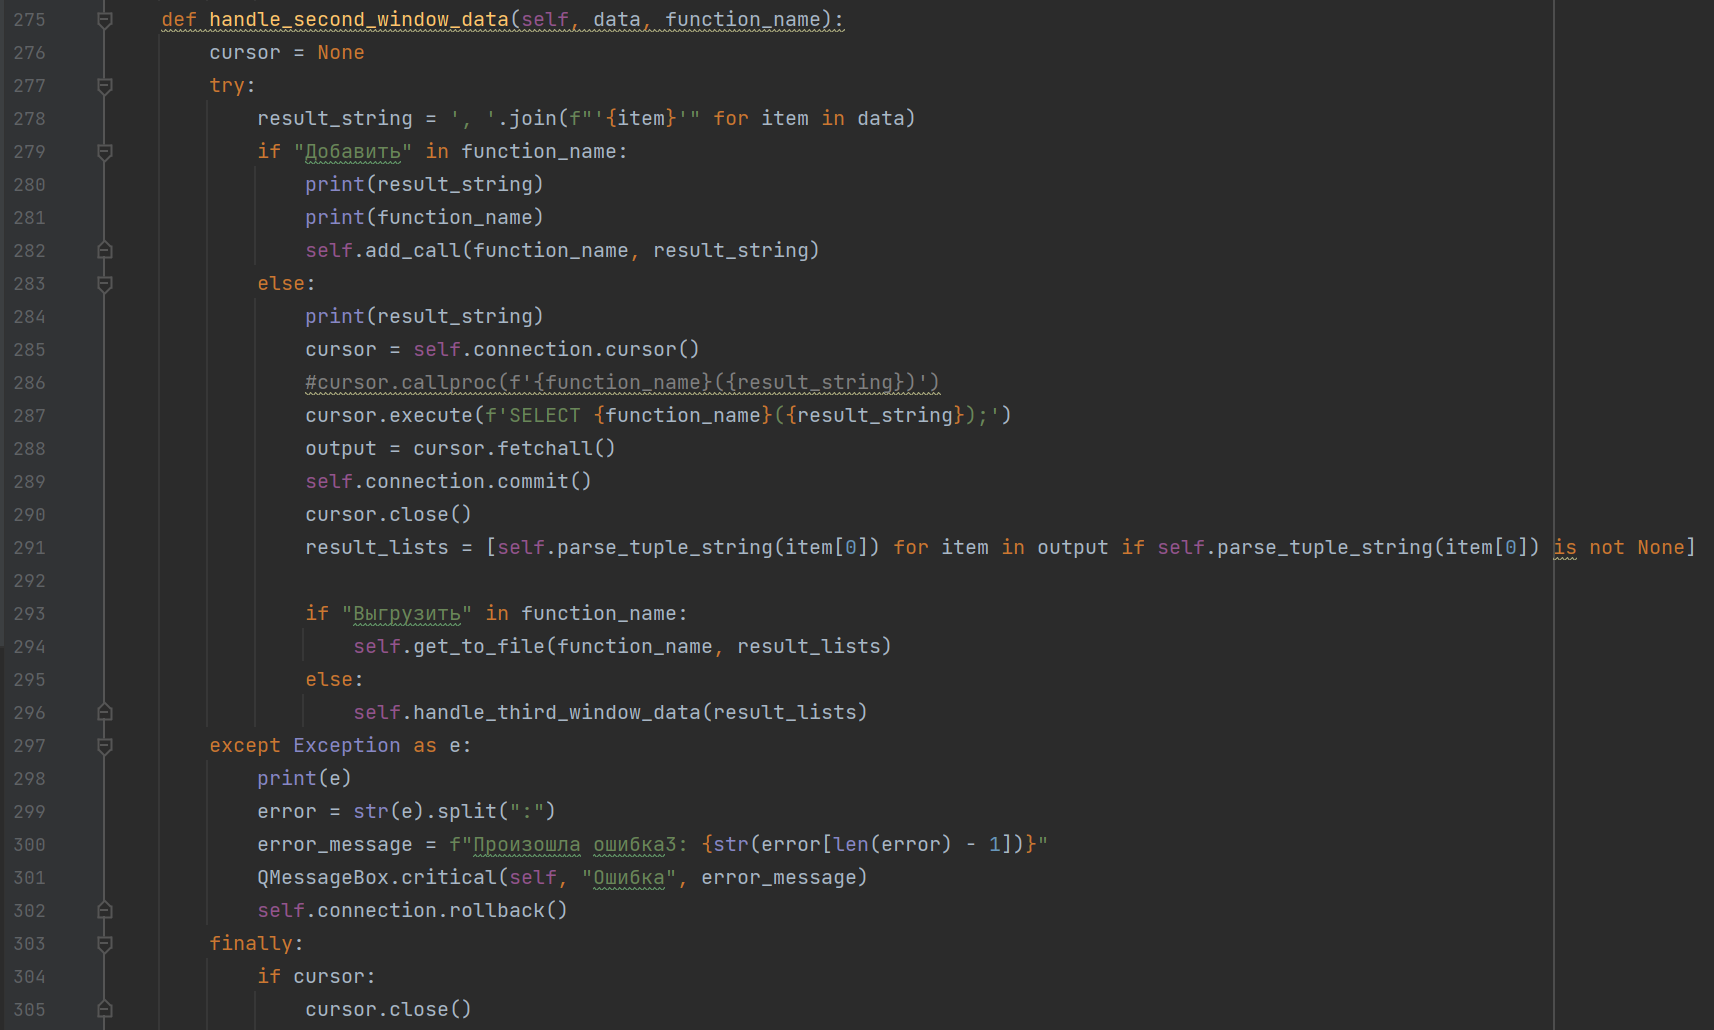 275 def handle_second_window_data(self, data, function_name):
276 cursor = None
277 try:
278 result_string = ', '.join(f"'{item}'" for item in data)
279 if "Добавить" in function_name:
280 print(result_string)
281 print(function_name)
282 self.add_call(function_name, result_string)
283 else:
284 print(result_string)
285 cursor = self.connection.cursor()
286 #cursor.callproc(f'{function_name}({result_string})')
287 cursor.execute(f'SELECT {function_name}({result_string});')
288 output = cursor.fetchall()
289 self.connection.commit()
290 cursor.close()
291 result_lists = [self.parse_tuple_string(item[0]) for item in output if self.parse_tuple_string(item[0]) is not None]
292
293 if "Выгрузить" in function_name:
294 self.get_to_file(function_name, result_lists)
295 else:
296 self.handle_third_window_data(result_lists)
297 except Exception as e:
298 print(e)
299 error = str(e).split(":")
300 error_message = f"Произошла ошибка3: {str(error[len(error) - 1])}"
301 QMessageBox.critical(self, "Ошибка", error_message)
302 self.connection.rollback()
303 finally:
304 if cursor:
305 cursor.close()